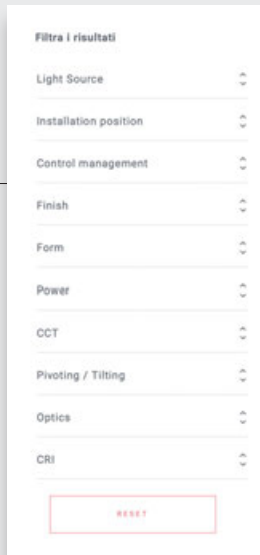 Filtra i risultati
Light Source
Installation position
Control management
Finish
Form
Power
CCT
Pivoting / Tilting
Optics
CRI
RESET